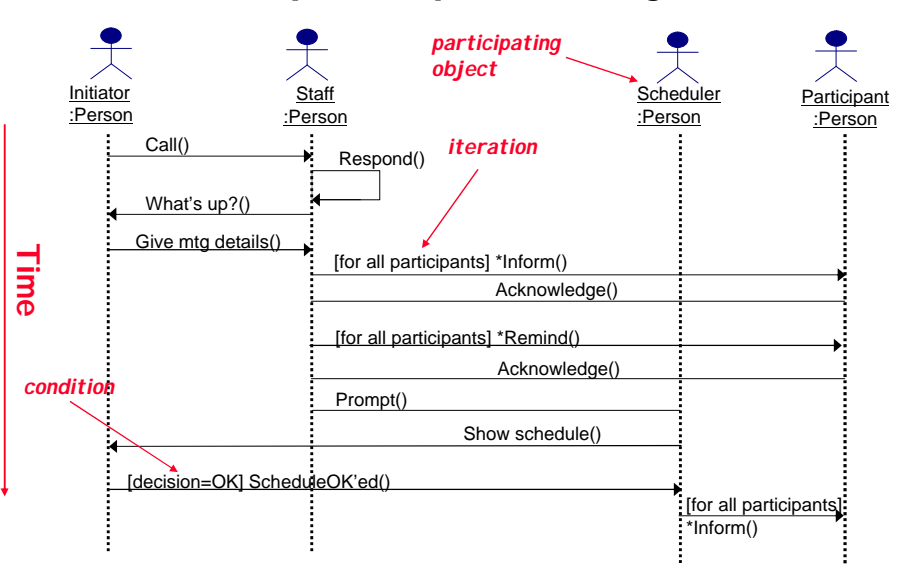 participating
object
Initiator
:Person
Staff
:Person
Scheduler
:Person
Participant
:Person
Call()
Respond()
iteration
What's up?()
Give mtg details()
[for all participants] *Inform()
Acknowledge()
Time
[for all participants] *Remind()
Acknowledge()
condition
Prompt()
Show schedule()
[decision=OK] ScheduleOK'ed()
[for all participants]
*Inform()